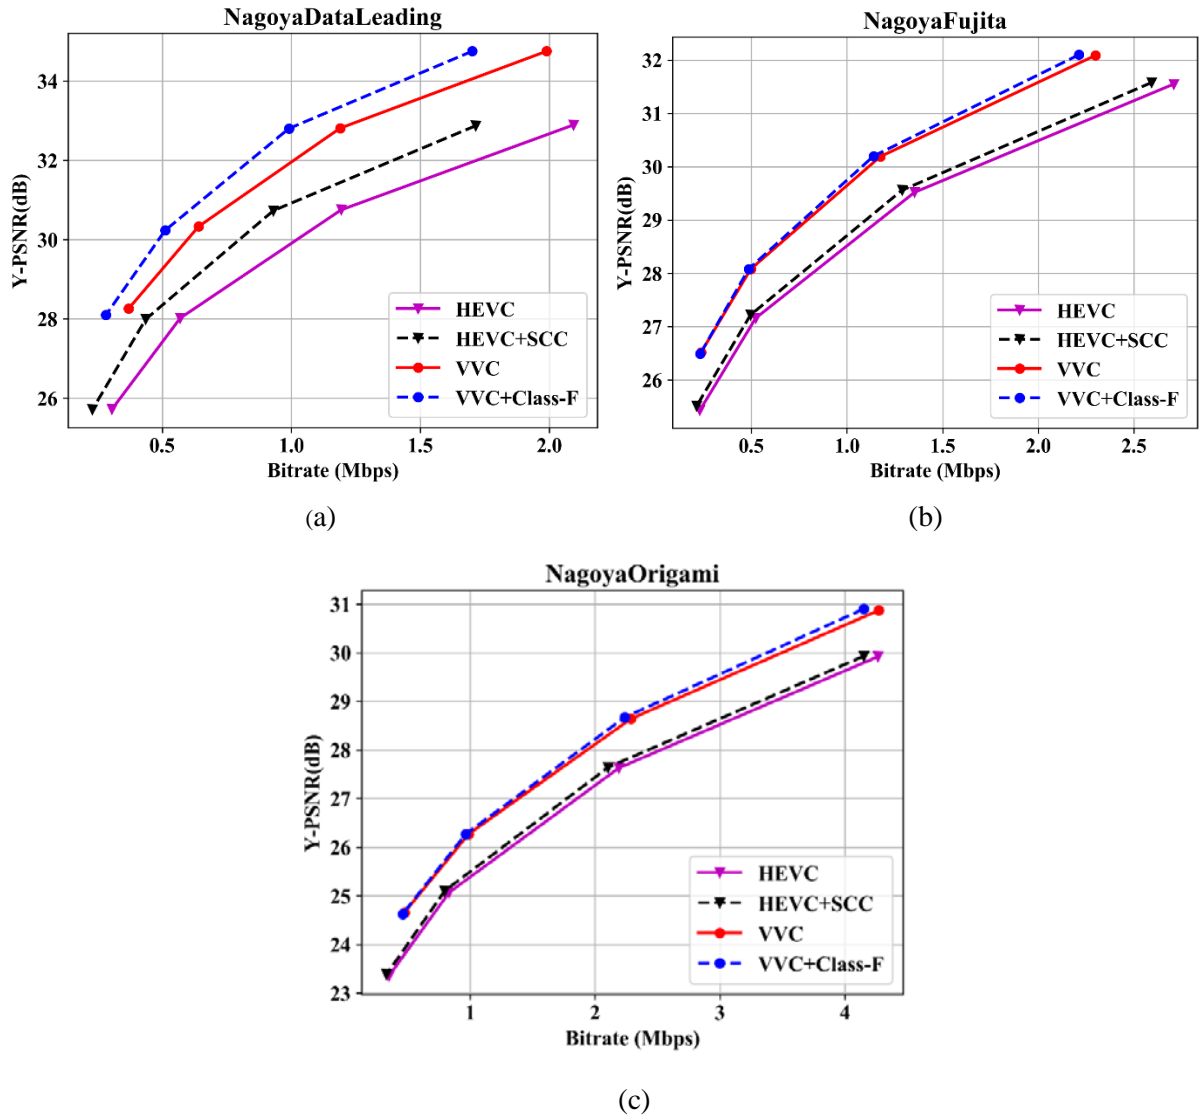 NagoyaDataLeading
34
32
30
28
26
Y-PSNR(dB)
0.5 1.0 1.5 2.0
Bitrate (Mbps)
HEVC
HEVC+SCC
VVC
VVC+Class-F
(a)
NagoyaFujita
32
31
30
29
28
27
26
Y-PSNR(dB)
0.5 1.0 1.5 2.0 2.5
Bitrate (Mbps)
HEVC
HEVC+SCC
VVC
VVC+Class-F
(b)
NagoyaOrigami
31
30
29
28
27
26
25
24
23
Y-PSNR(dB)
1 2 3 4
Bitrate (Mbps)
HEVC
HEVC+SCC
VVC
VVC+Class-F
(c)